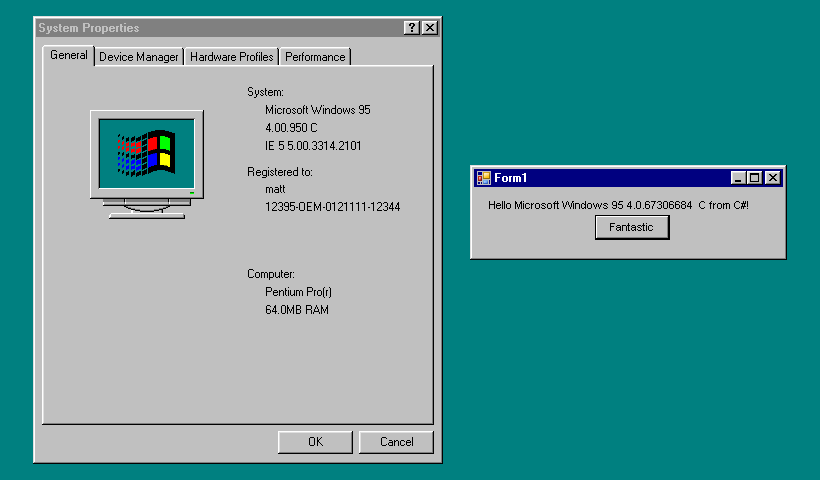 System Properties
General Device Manager Hardware Profiles Performance
System:
Microsoft Windows 95
4.00.950 C
IE 5 5.00.3314.2101
Registered to:
matt
12395-OEM-0121111-12344
Computer:
Pentium Pro(r)
64.0MB RAM
OK Cancel
Form1
Hello Microsoft Windows 95 4.0.67306684  C from C#!
Fantastic